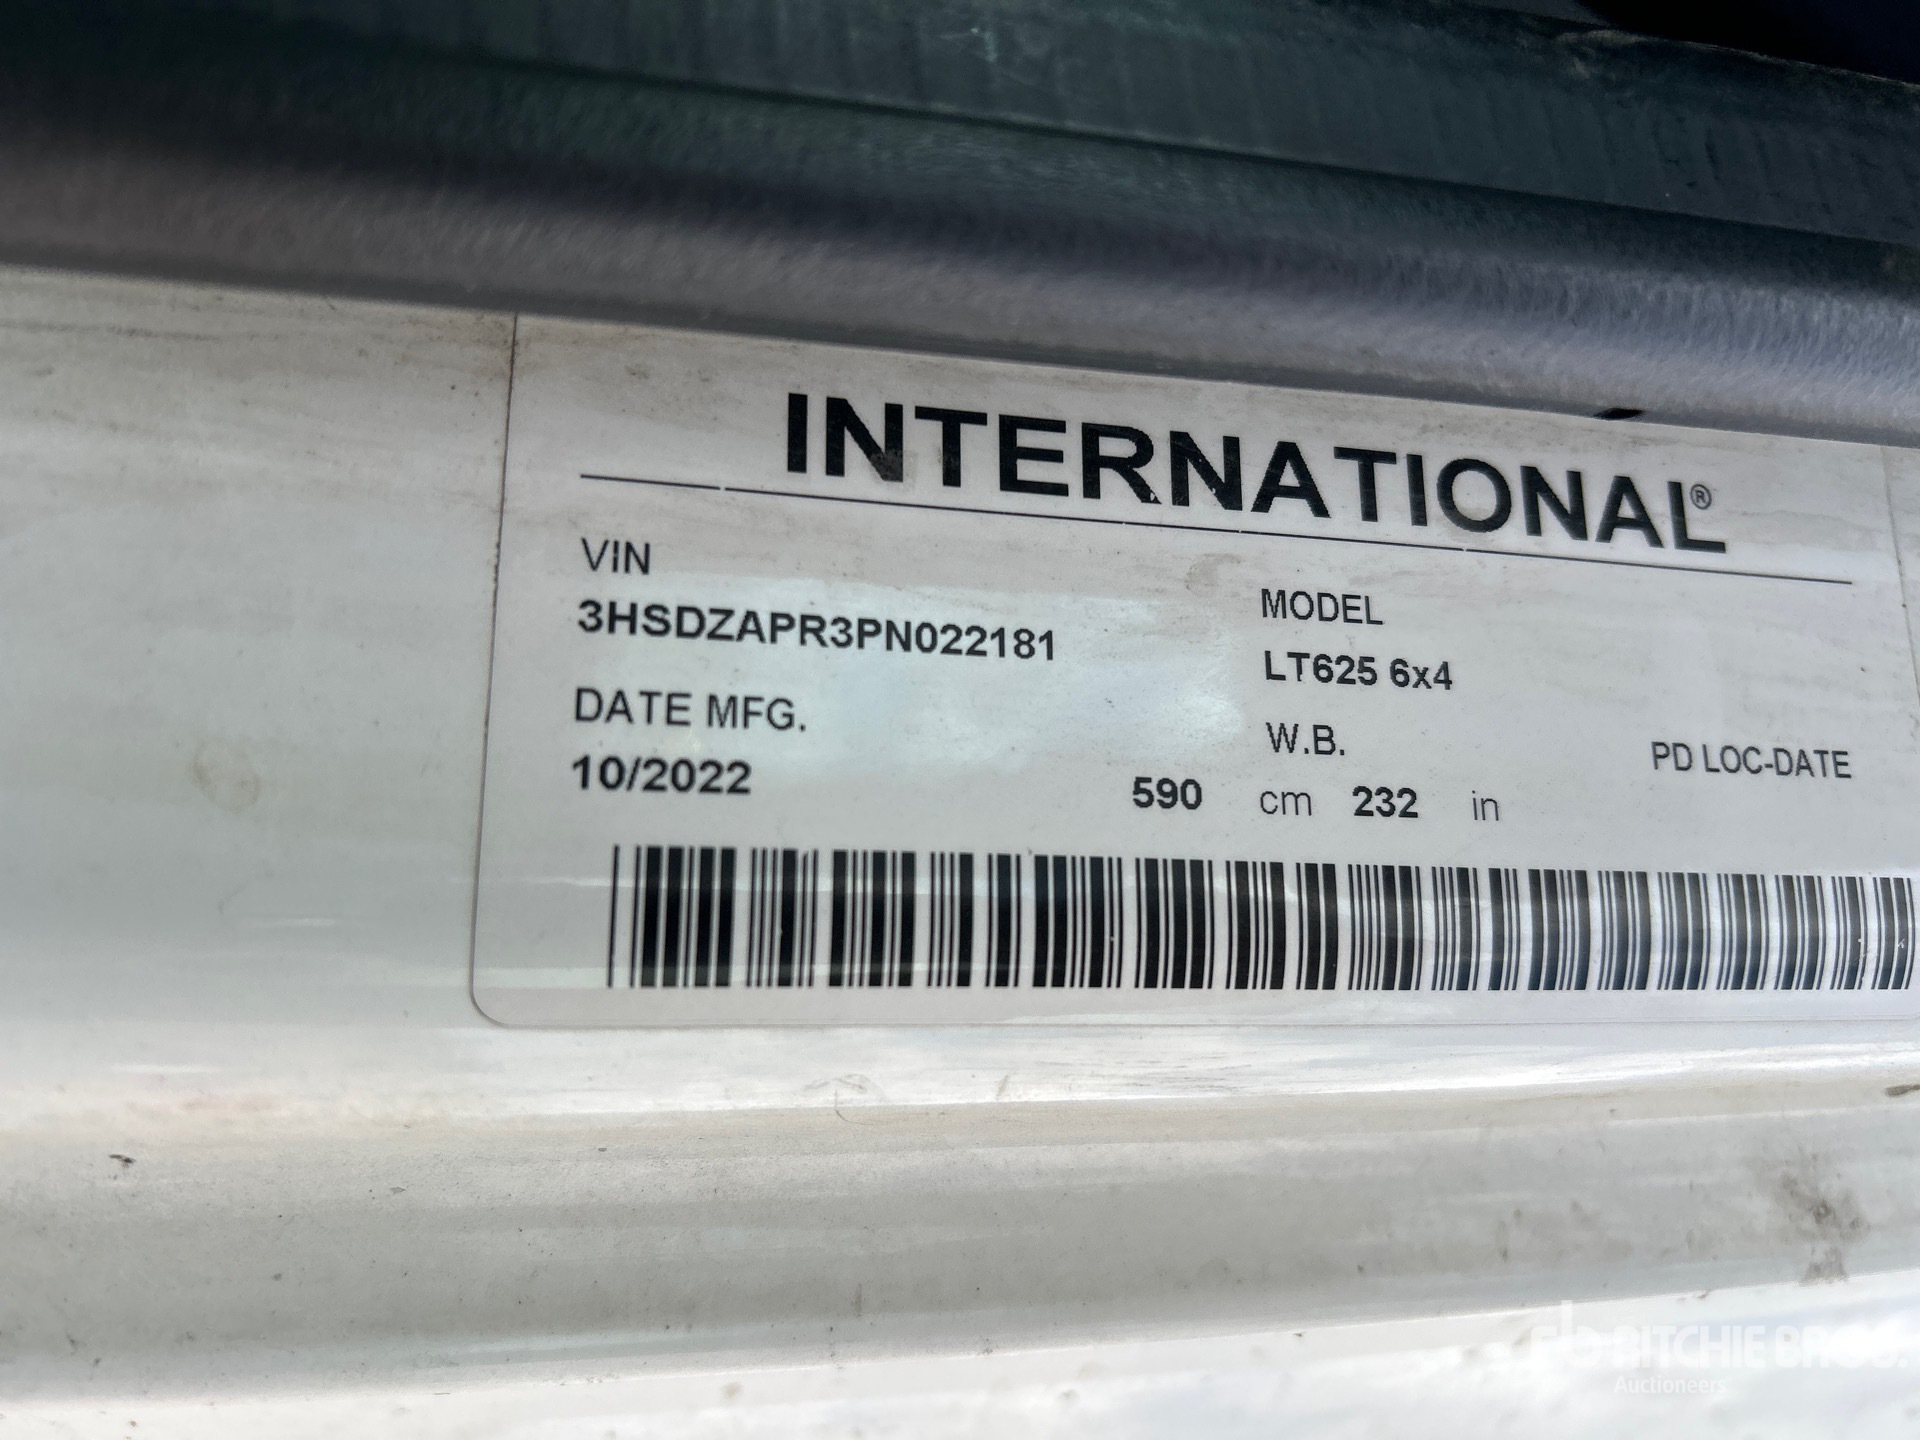 INTERNATIONAL®
VIN
3HSDZAPR3PN022181
MODEL
LT625 6x4
DATE MFG.
10/2022
W.B.
590 cm 232 in
PD LOC-DATE
rb RITCHIE BROS.
Auctioneers